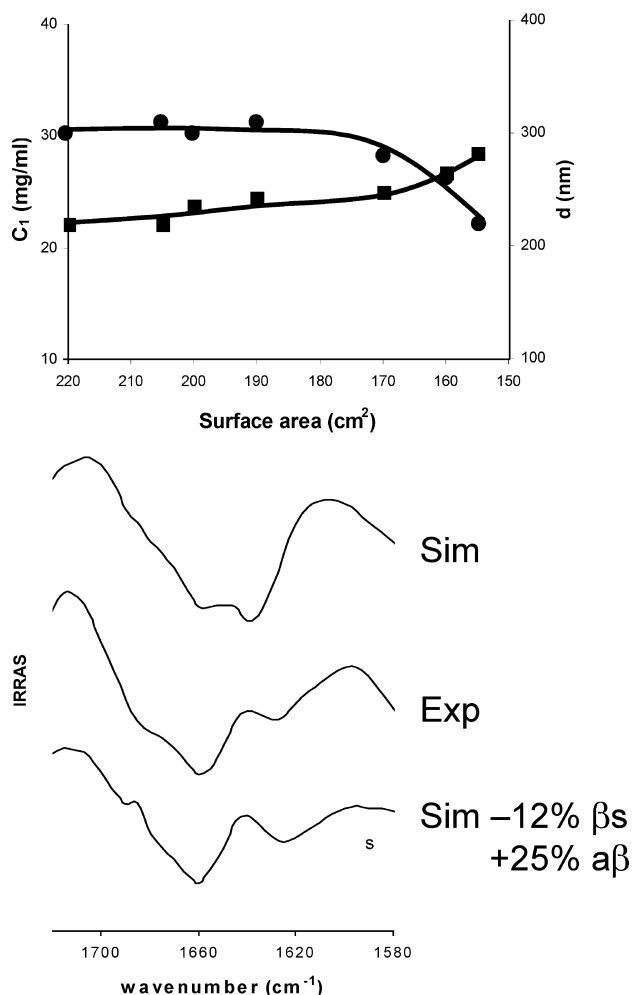 40
400
30
300
20
200
10
100
C1 (mg/ml)
d (nm)
220 210 200 190 180 170 160 150
Surface area (cm2)
Sim
IRRAS
Exp
Sim –12% βs
+25% aβ
s
1700 1660 1620 1580
wavenumber (cm-1)